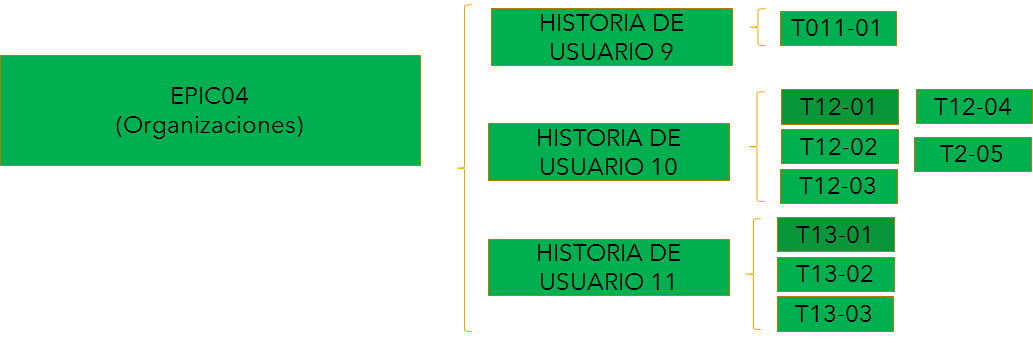 EPIC04
(Organizaciones)
HISTORIA DE
USUARIO 9
T011-01
HISTORIA DE
USUARIO 10
T12-01
T12-02
T12-03
T12-04
T2-05
HISTORIA DE
USUARIO 11
T13-01
T13-02
T13-03